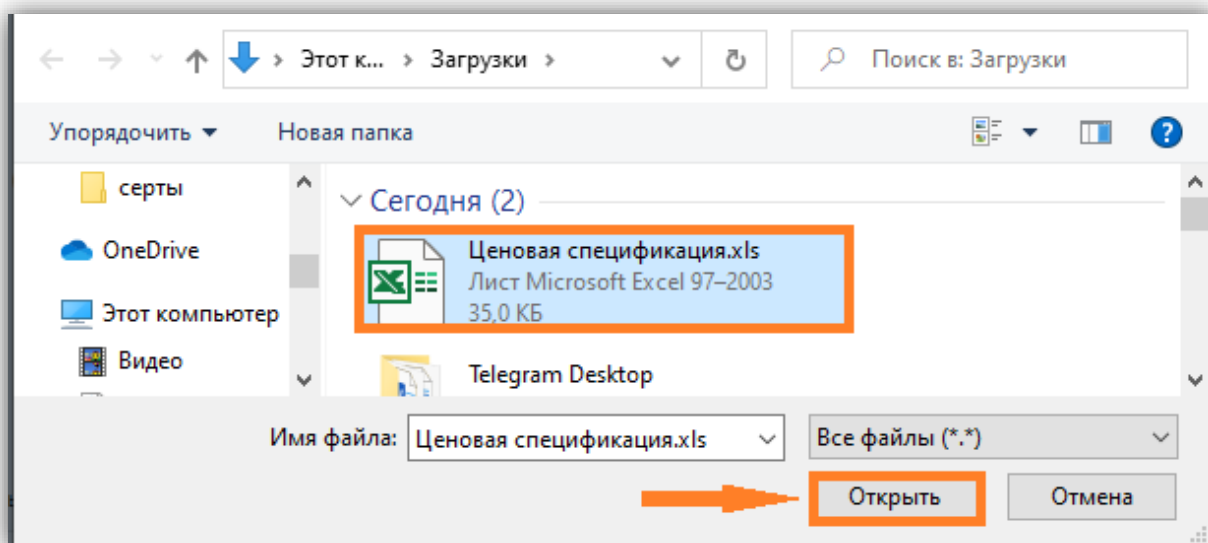 Этот к... > Загрузки >
Поиск в: Загрузки
Упорядочить
Новая папка
?
серты
OneDrive
Этот компьютер
Видео
Сегодня (2)
Ценовая спецификация.xls
Лист Microsoft Excel 97–2003
35,0 КБ
Telegram Desktop
Имя файла: Ценовая спецификация.xls
Все файлы (*.*)
Открыть
Отмена